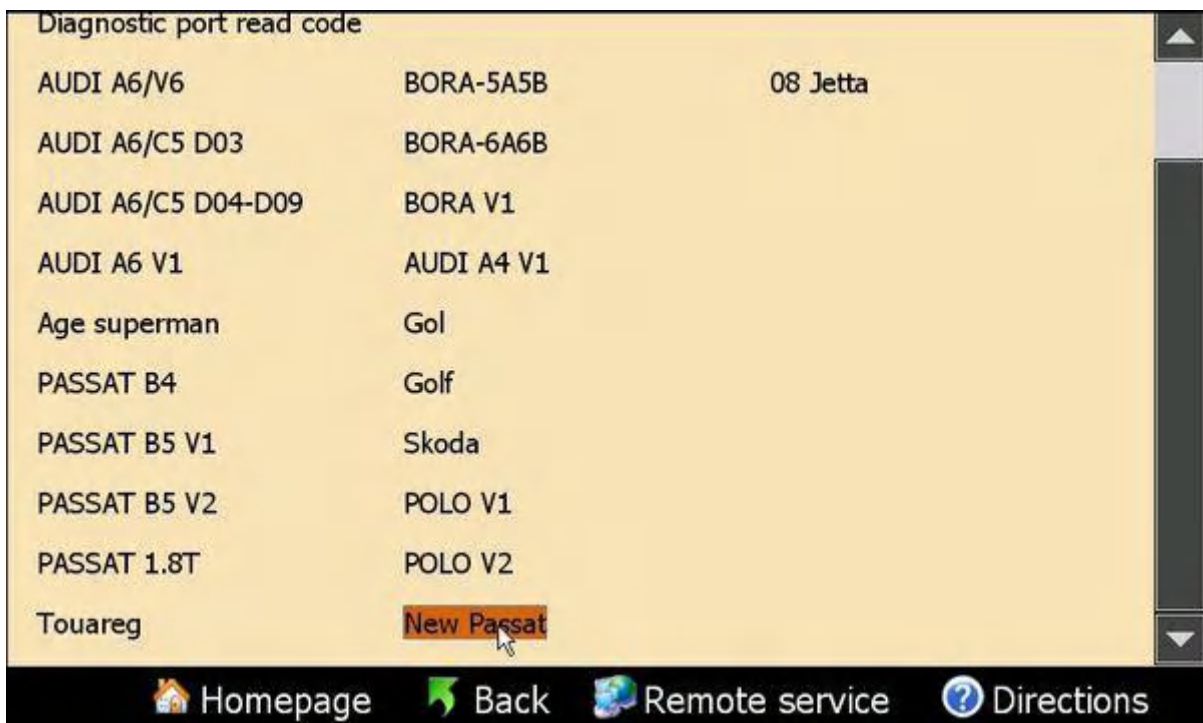 Diagnostic port read code
AUDI A6/V6 BORA-5A5B 08 Jetta
AUDI A6/C5 D03 BORA-6A6B
AUDI A6/C5 D04-D09 BORA V1
AUDI A6 V1 AUDI A4 V1
Age superman Gol
PASSAT B4 Golf
PASSAT B5 V1 Skoda
PASSAT B5 V2 POLO V1
PASSAT 1.8T POLO V2
Touareg New Passat
Homepage Back Remote service Directions